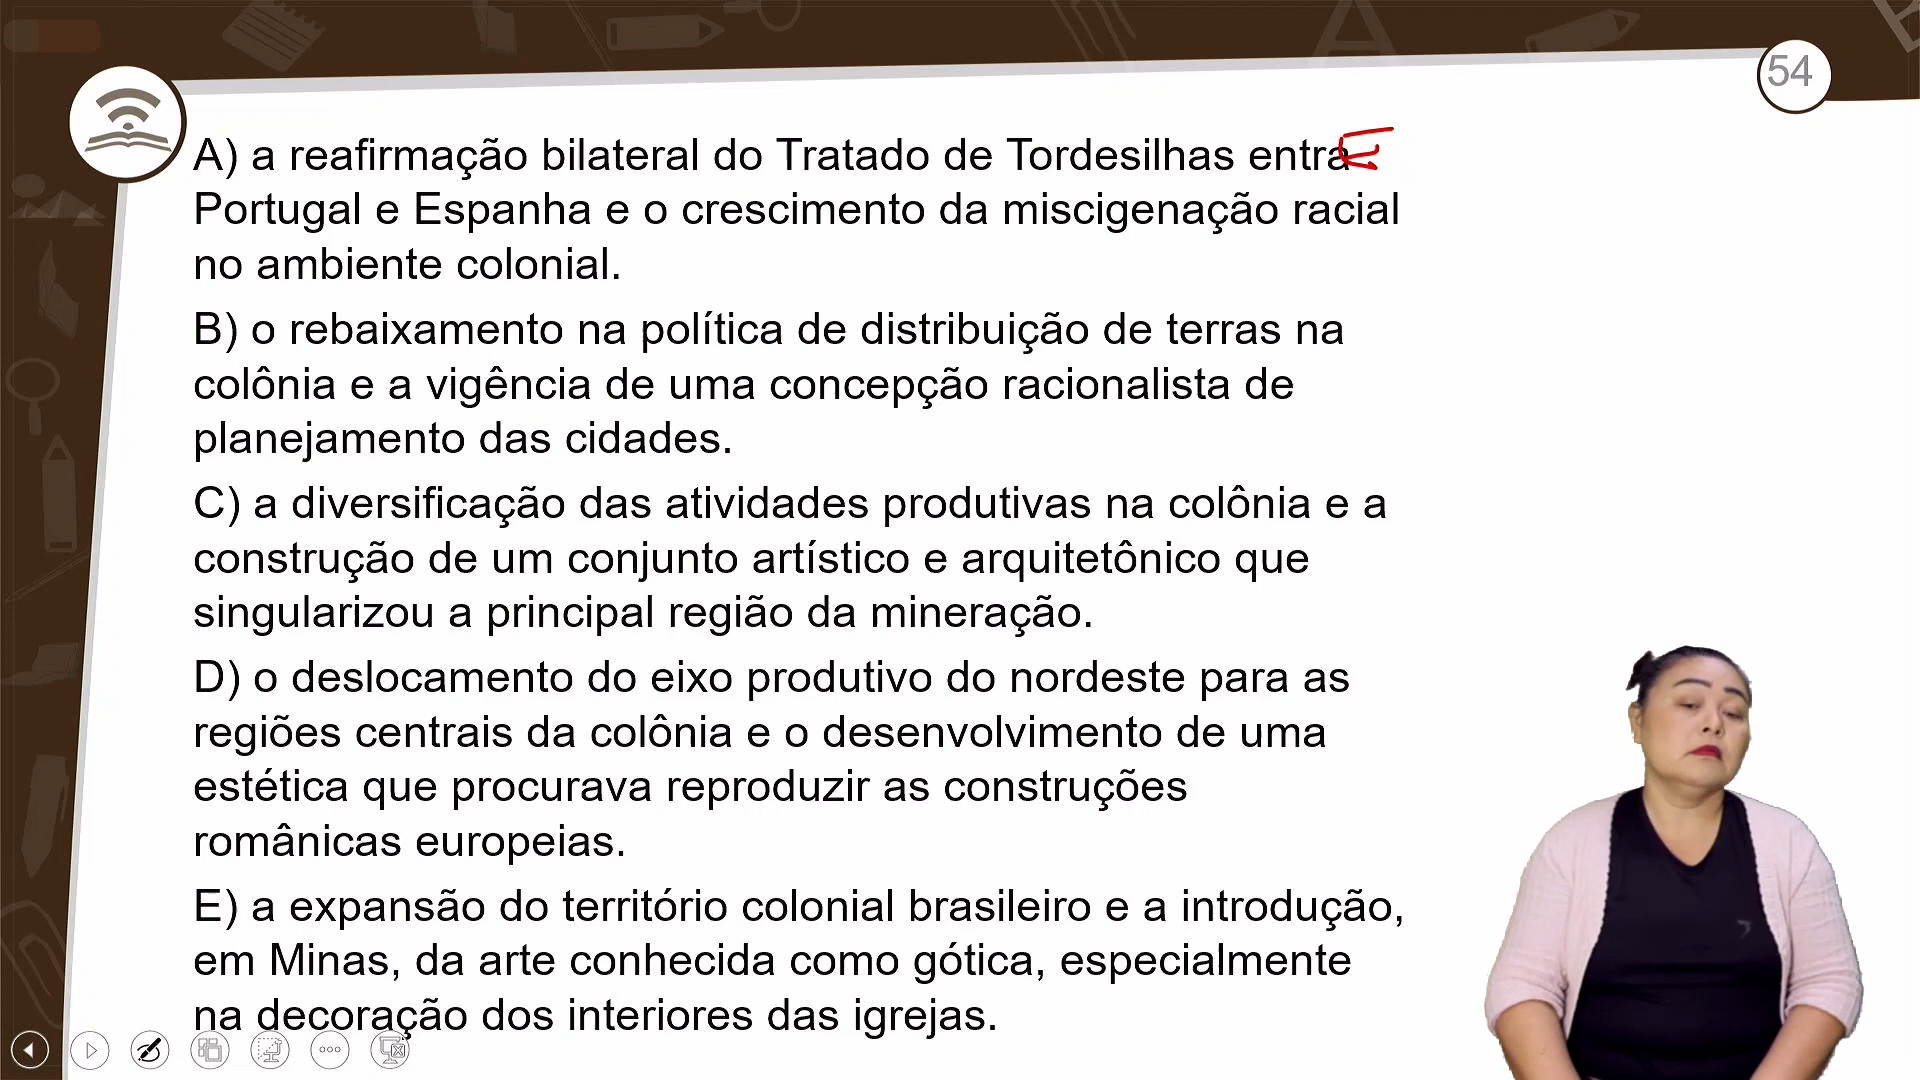 54
A) a reafirmação bilateral do Tratado de Tordesilhas entra
Portugal e Espanha e o crescimento da miscigenação racial
no ambiente colonial.
B) o rebaixamento na política de distribuição de terras na
colônia e a vigência de uma concepção racionalista de
planejamento das cidades.
C) a diversificação das atividades produtivas na colônia e a
construção de um conjunto artístico e arquitetônico que
singularizou a principal região da mineração.
D) o deslocamento do eixo produtivo do nordeste para as
regiões centrais da colônia e o desenvolvimento de uma
estética que procurava reproduzir as construções
românicas europeias.
E) a expansão do território colonial brasileiro e a introdução,
em Minas, da arte conhecida como gótica, especialmente
na decoração dos interiores das igrejas.